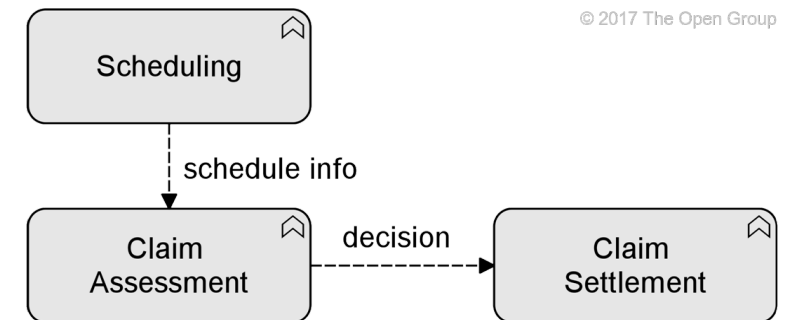 © 2017 The Open Group
Scheduling
schedule info
Claim
Assessment
decision
Claim
Settlement